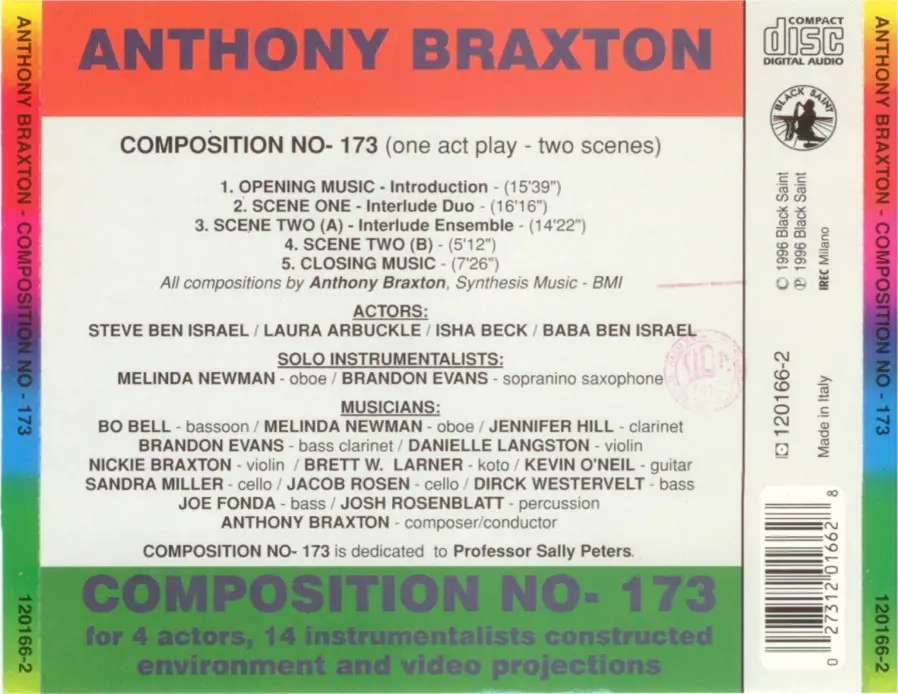 ANTHONY BRAXTON
COMPOSITION NO- 173 (one act play - two scenes)
1. OPENING MUSIC - Introduction - (15'39")
2. SCENE ONE - Interlude Duo - (16'16")
3. SCENE TWO (A) - Interlude Ensemble - (14'22")
4. SCENE TWO (B) - (5'12")
5. CLOSING MUSIC - (7'26")
All compositions by Anthony Braxton, Synthesis Music - BMI
ACTORS:
STEVE BEN ISRAEL / LAURA ARBUCKLE / ISHA BECK / BABA BEN ISRAEL
SOLO INSTRUMENTALISTS:
MELINDA NEWMAN - oboe / BRANDON EVANS - sopranino saxophone
MUSICIANS:
BO BELL - bassoon / MELINDA NEWMAN - oboe / JENNIFER HILL - clarinet
BRANDON EVANS - bass clarinet / DANIELLE LANGSTON - violin
NICKIE BRAXTON - violin / BRETT W. LARNER - koto / KEVIN O'NEIL - guitar
SANDRA MILLER - cello / JACOB ROSEN - cello / DIRCK WESTERVELT - bass
JOE FONDA - bass / JOSH ROSENBLATT - percussion
ANTHONY BRAXTON - composer/conductor
COMPOSITION NO- 173 is dedicated to Professor Sally Peters.
COMPOSITION NO- 173
for 4 actors, 14 instrumentalists constructed
environment and video projections
COMPACT
disc
DIGITAL AUDIO
BLACK SAINT
© 1996 Black Saint
℗ 1996 Black Saint
IREC Milano
120166-2
Made in Italy
0 27312 01662 8
ANTHONY BRAXTON - COMPOSITION NO - 173
120166-2
ANTHONY BRAXTON - COMPOSITION NO - 173
120166-2